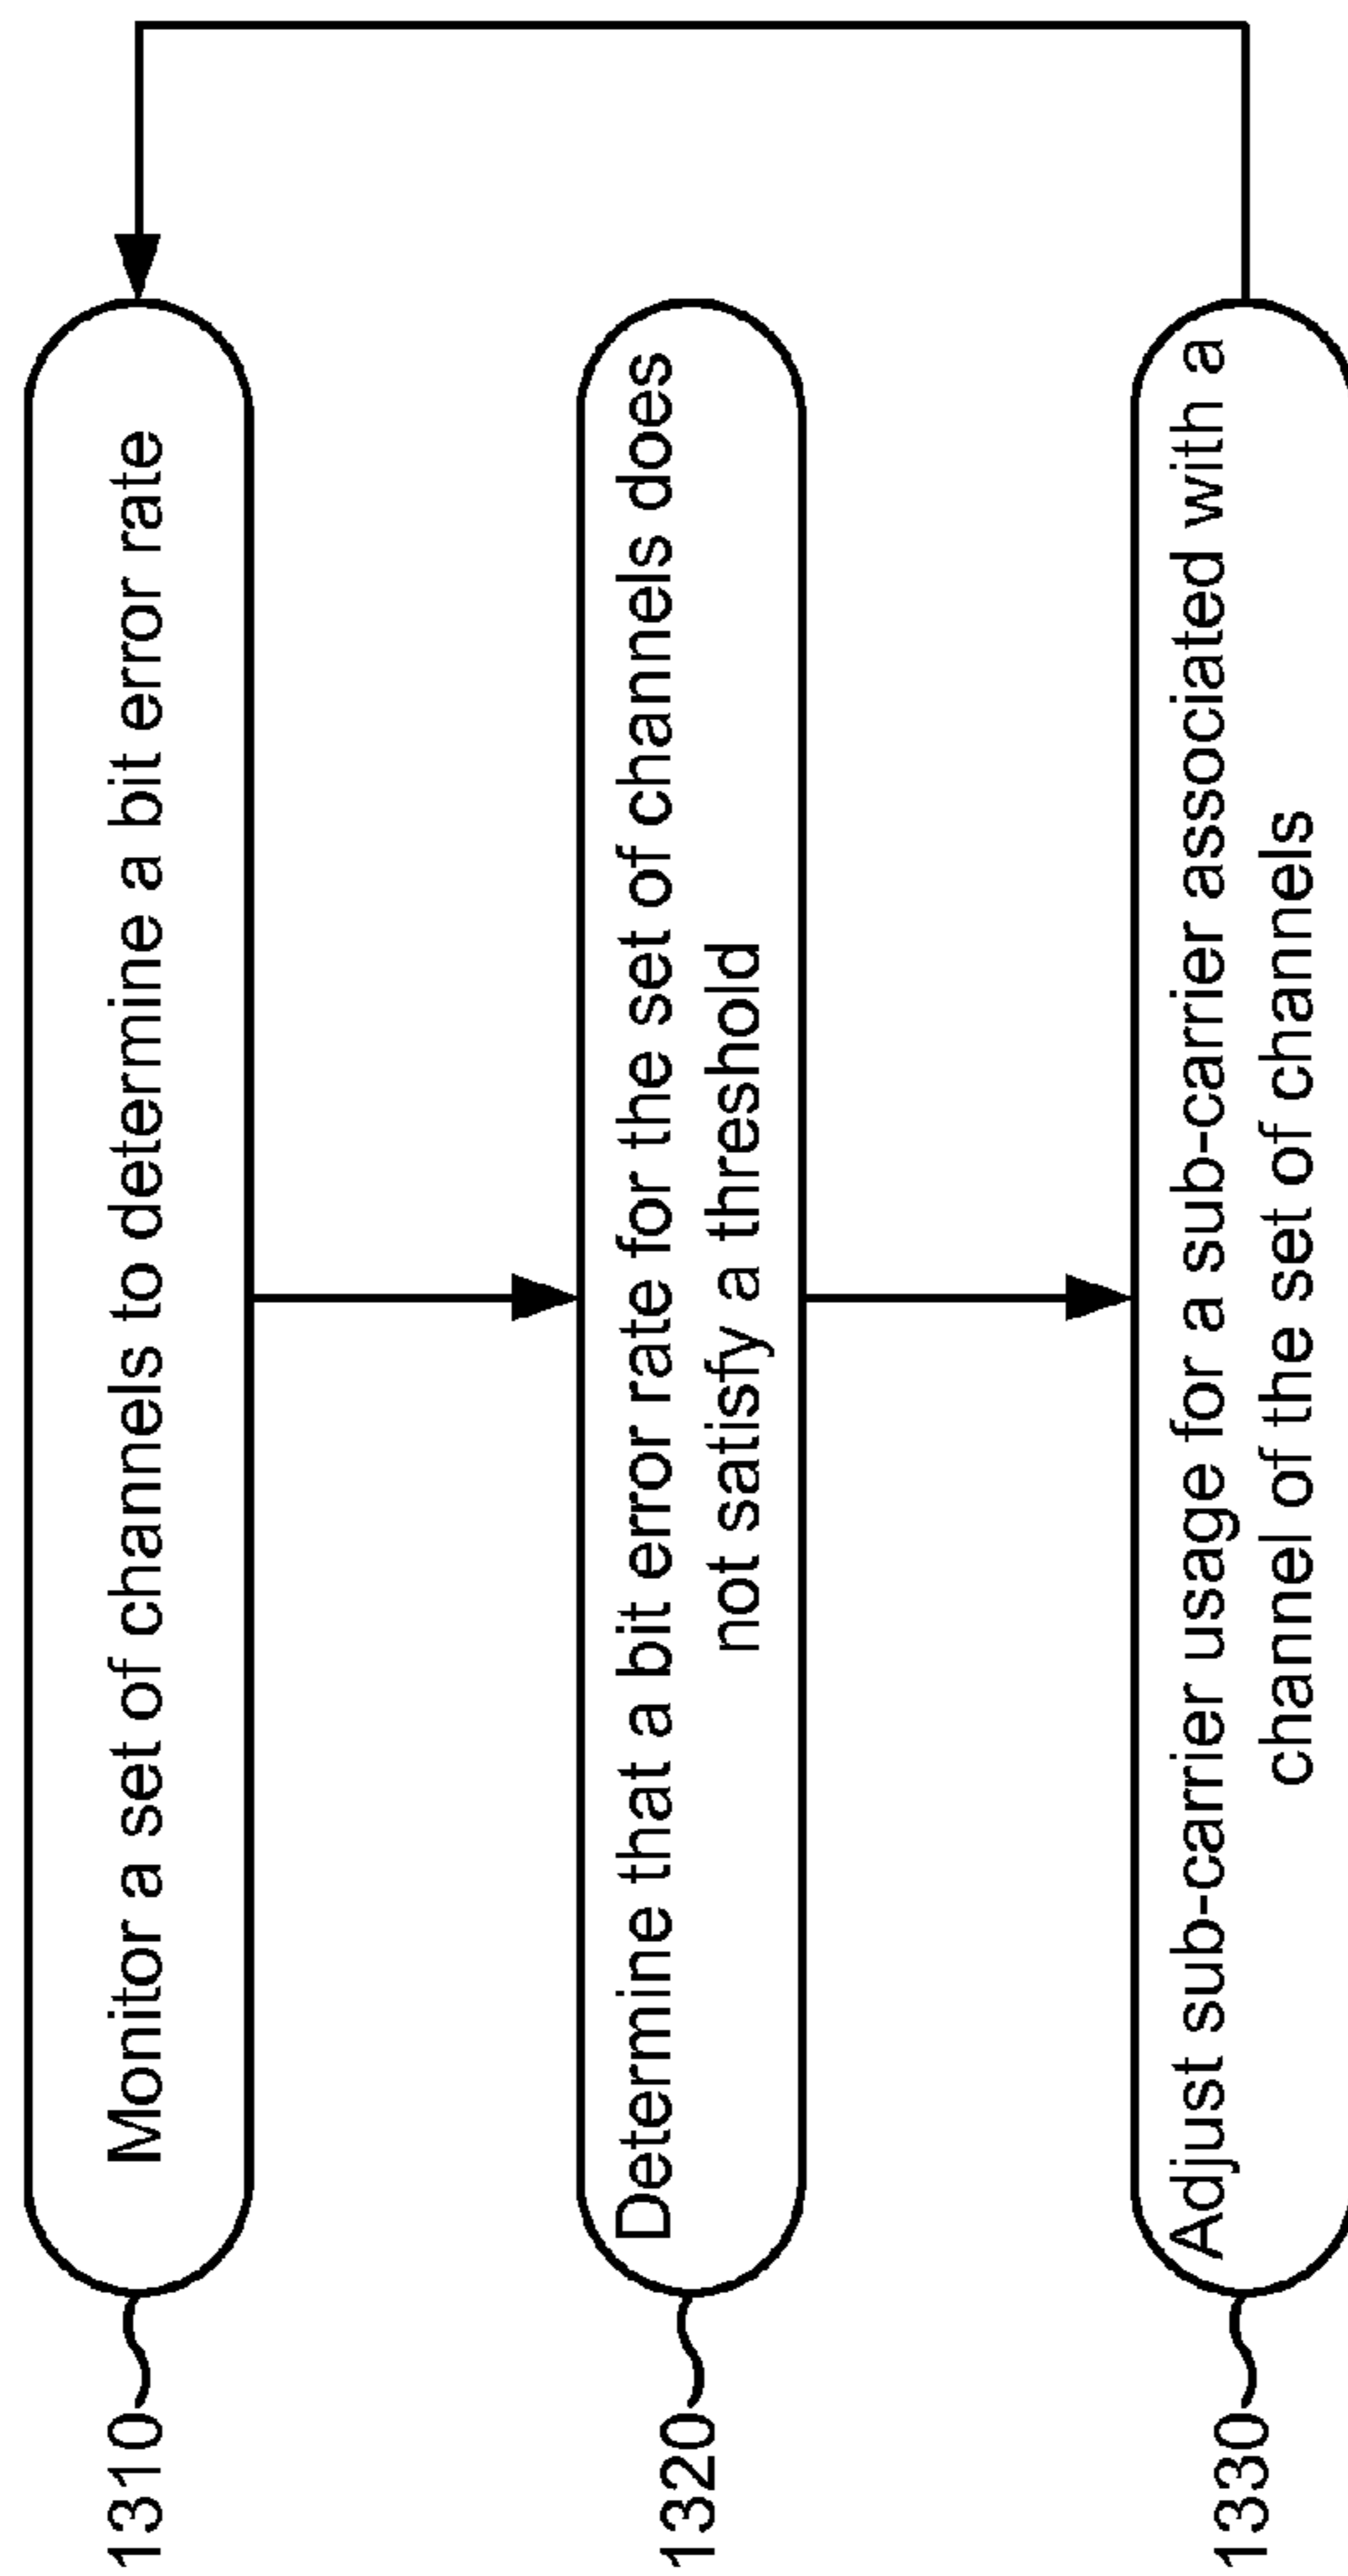 1310
Monitor a set of channels to determine a bit error rate
1320
Determine that a bit error rate for the set of channels does
not satisfy a threshold
1330
Adjust sub-carrier usage for a sub-carrier associated with a
channel of the set of channels